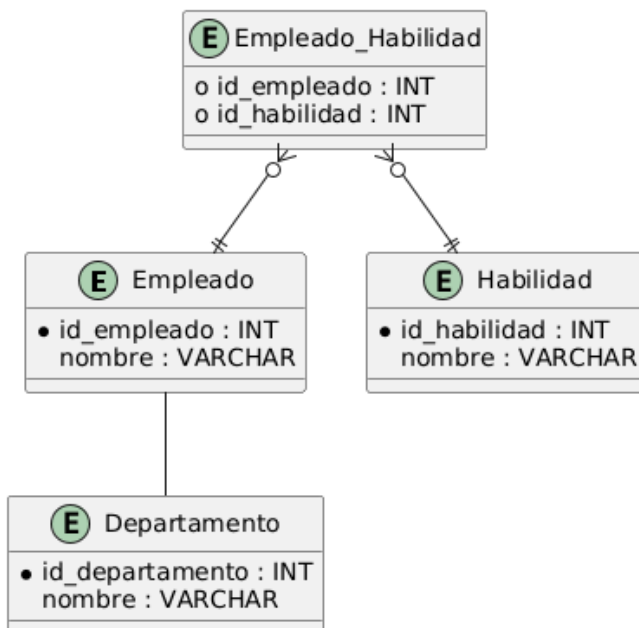 E Empleado_Habilidad
o id_empleado : INT
o id_habilidad : INT
E Empleado
• id_empleado : INT
nombre : VARCHAR
E Habilidad
• id_habilidad : INT
nombre : VARCHAR
E Departamento
• id_departamento : INT
nombre : VARCHAR